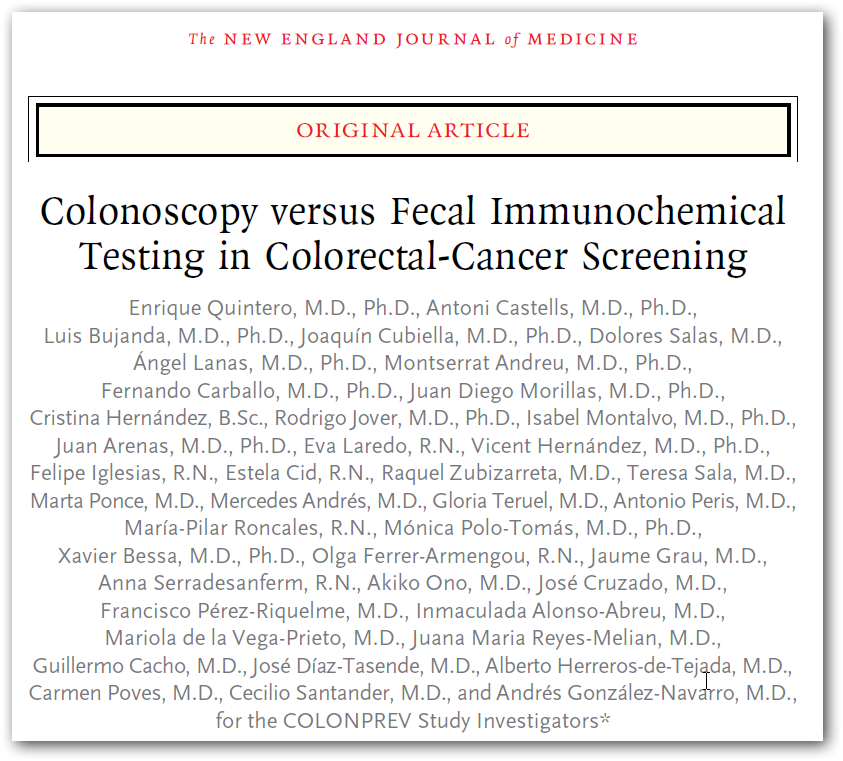 The NEW ENGLAND JOURNAL of MEDICINE
ORIGINAL ARTICLE
Colonoscopy versus Fecal Immunochemical
Testing in Colorectal-Cancer Screening
Enrique Quintero, M.D., Ph.D., Antoni Castells, M.D., Ph.D.,
Luis Bujanda, M.D., Ph.D., Joaquín Cubiella, M.D., Ph.D., Dolores Salas, M.D.,
Ángel Lanas, M.D., Ph.D., Montserrat Andreu, M.D., Ph.D.,
Fernando Carballo, M.D., Ph.D., Juan Diego Morillas, M.D., Ph.D.,
Cristina Hernández, B.Sc., Rodrigo Jover, M.D., Ph.D., Isabel Montalvo, M.D., Ph.D.,
Juan Arenas, M.D., Ph.D., Eva Laredo, R.N., Vicent Hernández, M.D., Ph.D.,
Felipe Iglesias, R.N., Estela Cid, R.N., Raquel Zubizarreta, M.D., Teresa Sala, M.D.,
Marta Ponce, M.D., Mercedes Andrés, M.D., Gloria Teruel, M.D., Antonio Peris, M.D.,
María-Pilar Roncales, R.N., Mónica Polo-Tomás, M.D., Ph.D.,
Xavier Bessa, M.D., Ph.D., Olga Ferrer-Armengou, R.N., Jaume Grau, M.D.,
Anna Serradesanferm, R.N., Akiko Ono, M.D., José Cruzado, M.D.,
Francisco Pérez-Riquelme, M.D., Inmaculada Alonso-Abreu, M.D.,
Mariola de la Vega-Prieto, M.D., Juana Maria Reyes-Melian, M.D.,
Guillermo Cacho, M.D., José Díaz-Tasende, M.D., Alberto Herreros-de-Tejada, M.D.,
Carmen Poves, M.D., Cecilio Santander, M.D., and Andrés González-Navarro, M.D.,
for the COLONPREV Study Investigators*